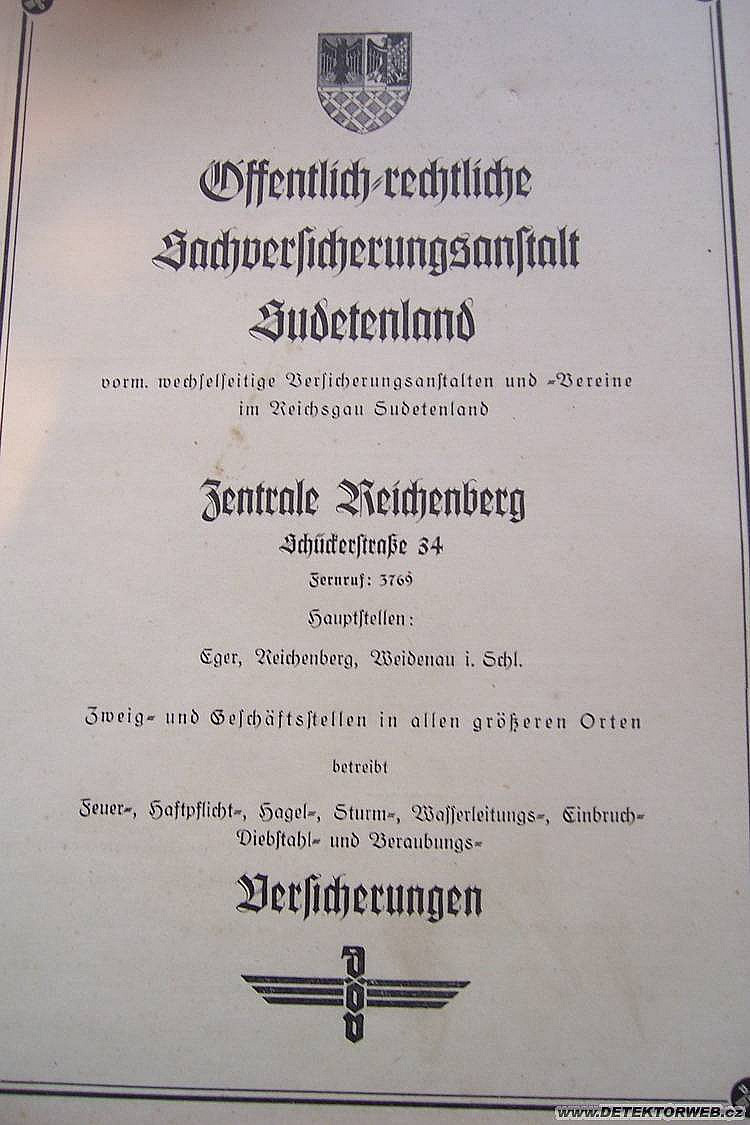 Öffentlich-rechtliche
Sachversicherungsanstalt
Sudetenland
vorm. wechselseitige Versicherungsanstalten und -Vereine
im Reichsgau Sudetenland
Zentrale Reichenberg
Schückerstraße 34
Fernruf: 3769
Hauptstellen:
Eger, Reichenberg, Weidenau i. Schl.
Zweig- und Geschäftsstellen in allen größeren Orten
betreibt
Feuer-, Haftpflicht-, Hagel-, Sturm-, Wasserleitungs-, Einbruch-
Diebstahl- und Beraubungs-
Versicherungen
www.DETEKTORWEB.cz